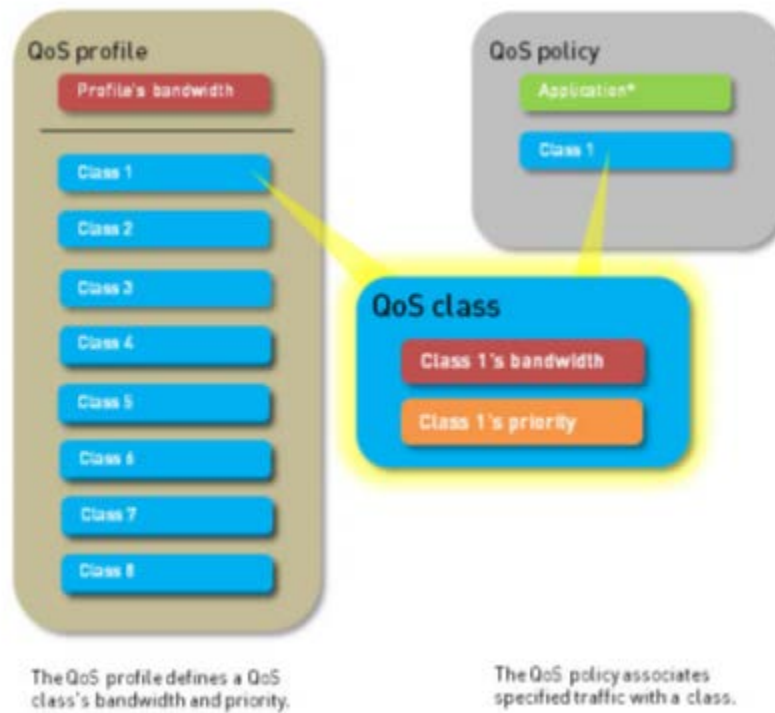 QoS profile
Profile's bandwidth
Class 1
Class 2
Class 3
Class 4
Class 5
Class 6
Class 7
Class 8
The QoS profile defines a QoS
class's bandwidth and priority.
QoS policy
Application*
Class 1
QoS class
Class 1's bandwidth
Class 1's priority
The QoS policy associates
specified traffic with a class.